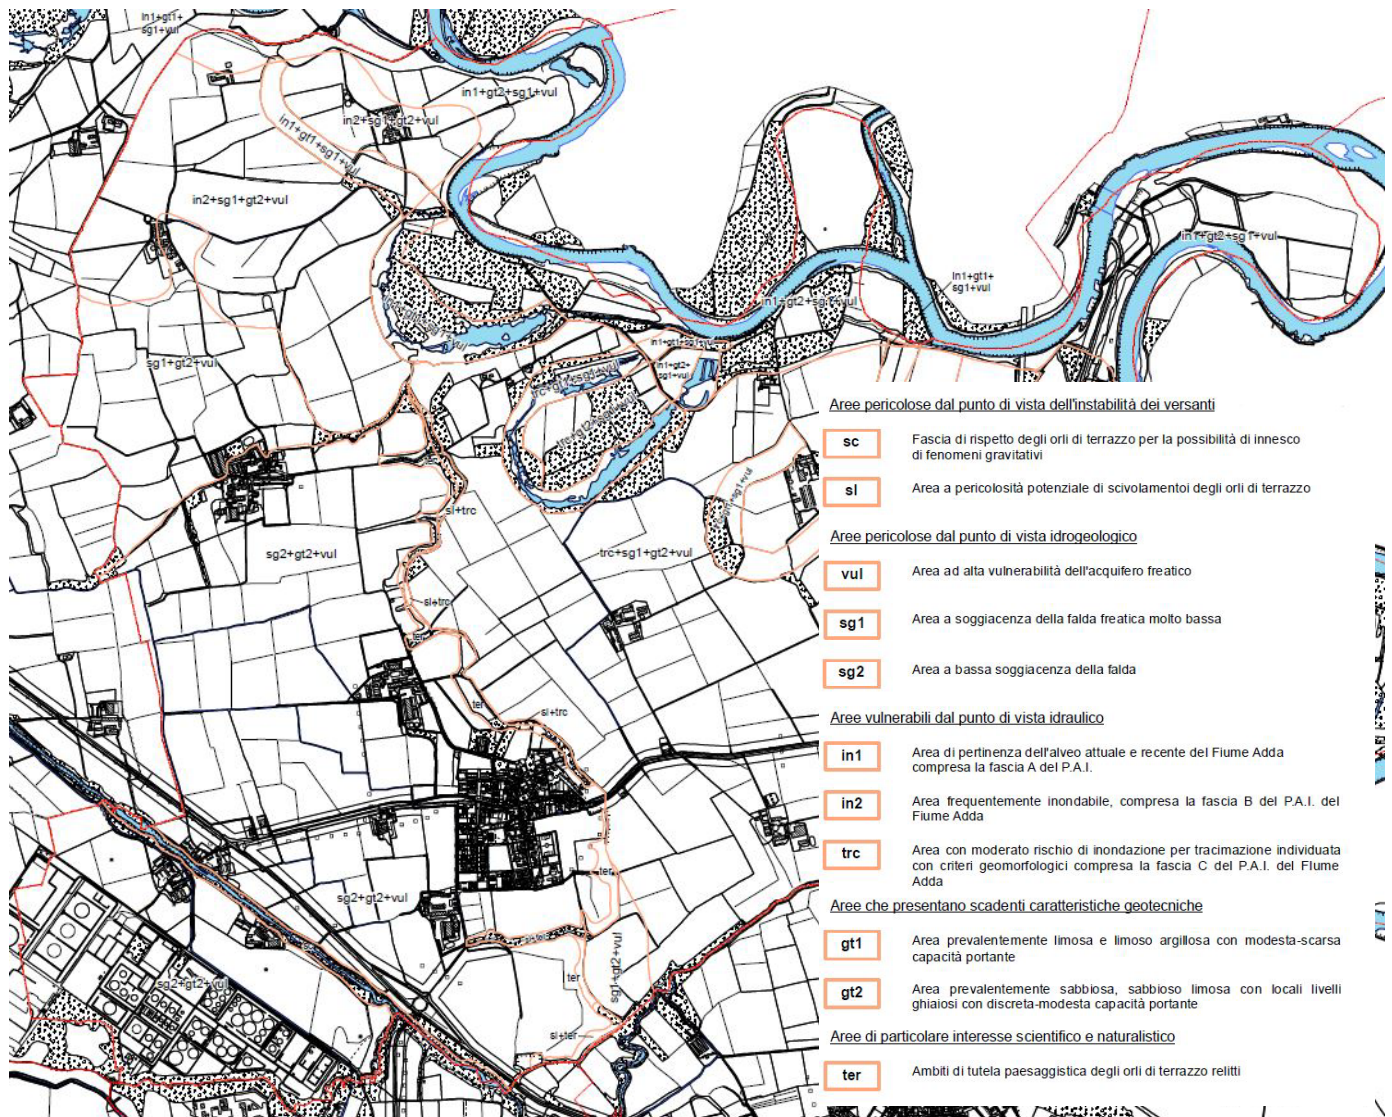 in1+gt1+
sg1+vul
in1+gt2+sg1+vul
in2+sg1+gt2+vul
in1+gt1+sg1+vul
in2+sg1+gt2+vul
in1+gt2+sg1+vul
in1+gt1+
sg1+vul
in1+gt2+sg1+vul
sg1+gt2+vul
in1+gt1+sg1+vul
in1+gt2+
sg1+vul
trc+gt1+sg1+vul
sl+trc
sg2+gt2+vul
trc+sg1+gt2+vul
sl+trc
ter
ter
sl+trc
ter
sg2+gt2+vul
sg1+gt2+vul
ter
sg2+gt2+vul
sl+ter
Aree pericolose dal punto di vista dell'instabilità dei versanti
sc
Fascia di rispetto degli orli di terrazzo per la possibilità di innesco
di fenomeni gravitativi
sl
Area a pericolosità potenziale di scivolamentoi degli orli di terrazzo
Aree pericolose dal punto di vista idrogeologico
vul
Area ad alta vulnerabilità dell'acquifero freatico
sg1
Area a soggiacenza della falda freatica molto bassa
sg2
Area a bassa soggiacenza della falda
Aree vulnerabili dal punto di vista idraulico
in1
Area di pertinenza dell'alveo attuale e recente del Fiume Adda
compresa la fascia A del P.A.I.
in2
Area frequentemente inondabile, compresa la fascia B del P.A.I. del
Fiume Adda
trc
Area con moderato rischio di inondazione per tracimazione individuata
con criteri geomorfologici compresa la fascia C del P.A.I. del FIume
Adda
Aree che presentano scadenti caratteristiche geotecniche
gt1
Area prevalentemente limosa e limoso argillosa con modesta-scarsa
capacità portante
gt2
Area prevalentemente sabbiosa, sabbioso limosa con locali livelli
ghiaiosi con discreta-modesta capacità portante
Aree di particolare interesse scientifico e naturalistico
ter
Ambiti di tutela paesaggistica degli orli di terrazzo relitti